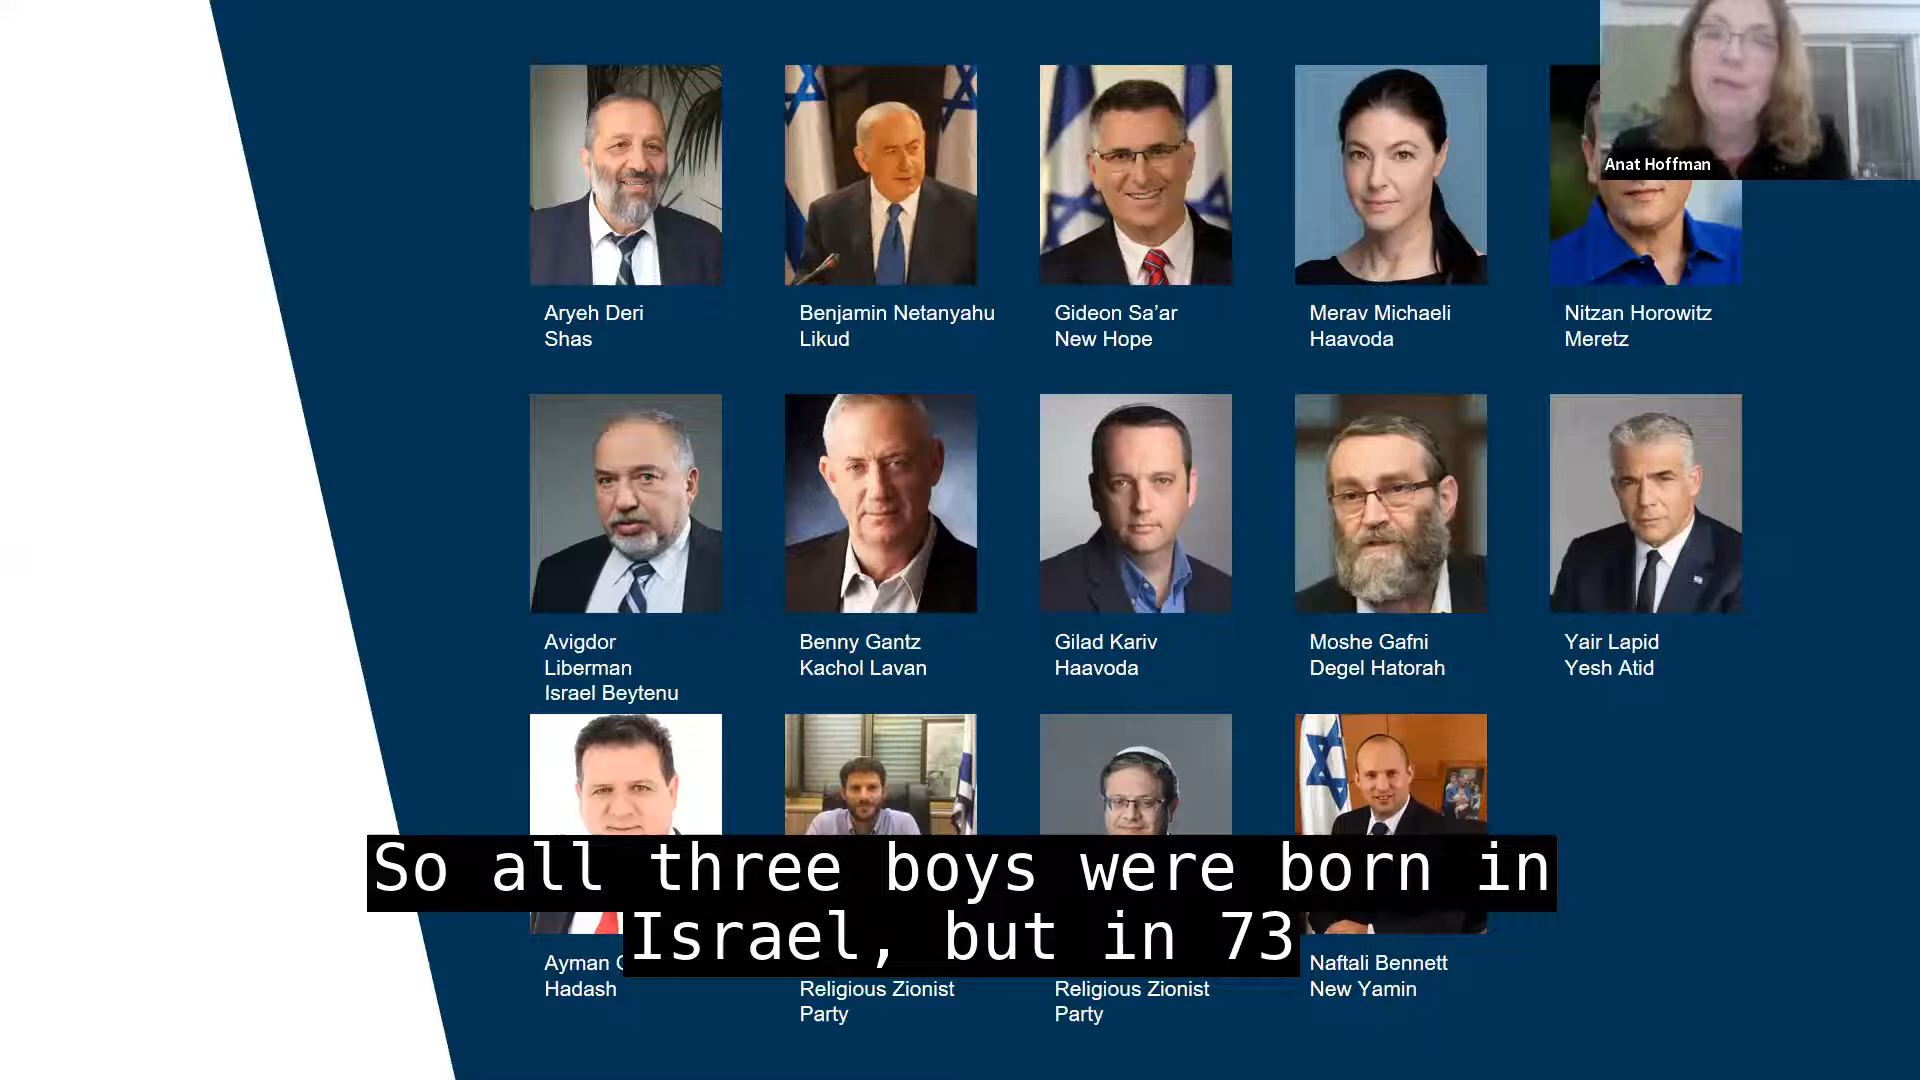 Anat Hoffman
Aryeh Deri
Shas
Benjamin Netanyahu
Likud
Gideon Sa’ar
New Hope
Merav Michaeli
Haavoda
Nitzan Horowitz
Meretz
Avigdor
Liberman
Israel Beytenu
Benny Gantz
Kachol Lavan
Gilad Kariv
Haavoda
Moshe Gafni
Degel Hatorah
Yair Lapid
Yesh Atid
So all three boys were born in
Israel, but in 73
Ayman
Hadash
Religious Zionist
Party
Religious Zionist
Party
Naftali Bennett
New Yamin